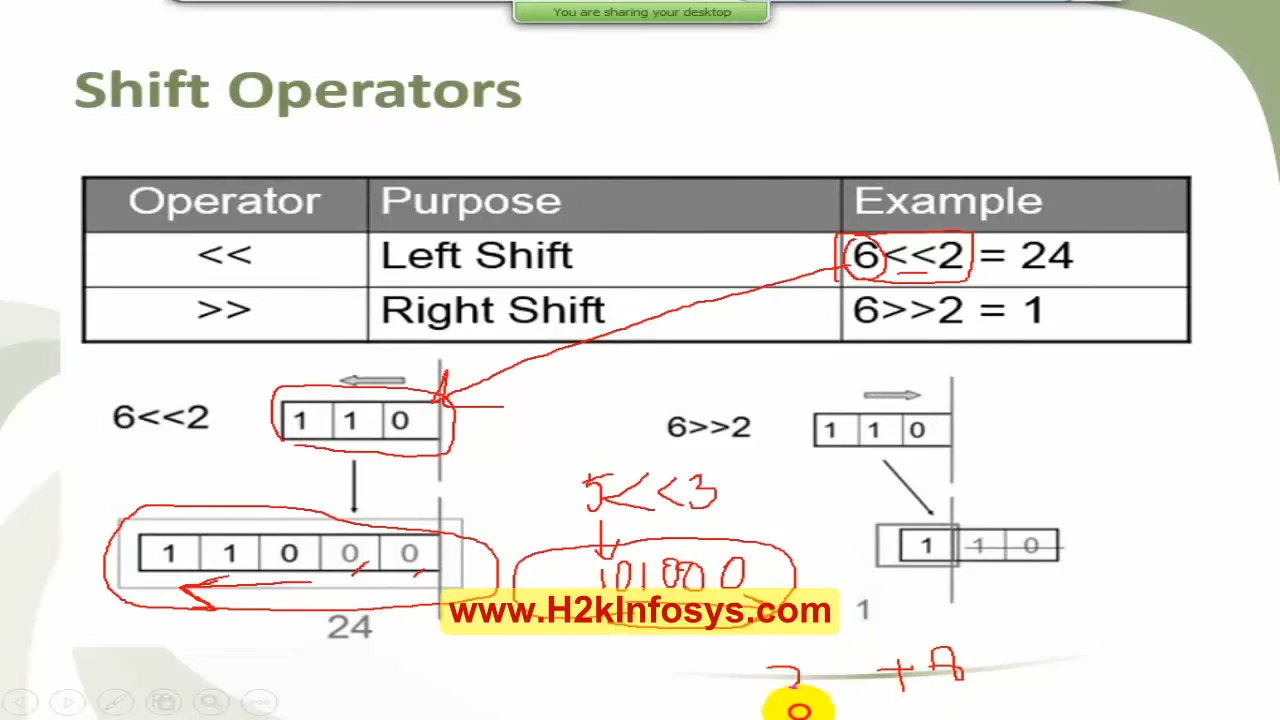 You are sharing your desktop
Shift Operators
Operator Purpose Example
<< Left Shift 6<<2 = 24
>> Right Shift 6>>2 = 1
6<<2 1 1 0
6>>2 1 1 0
5<<3
1 1 0 0 0
1 1 0
101000
www.H2kInfosys.com
24
1
+8